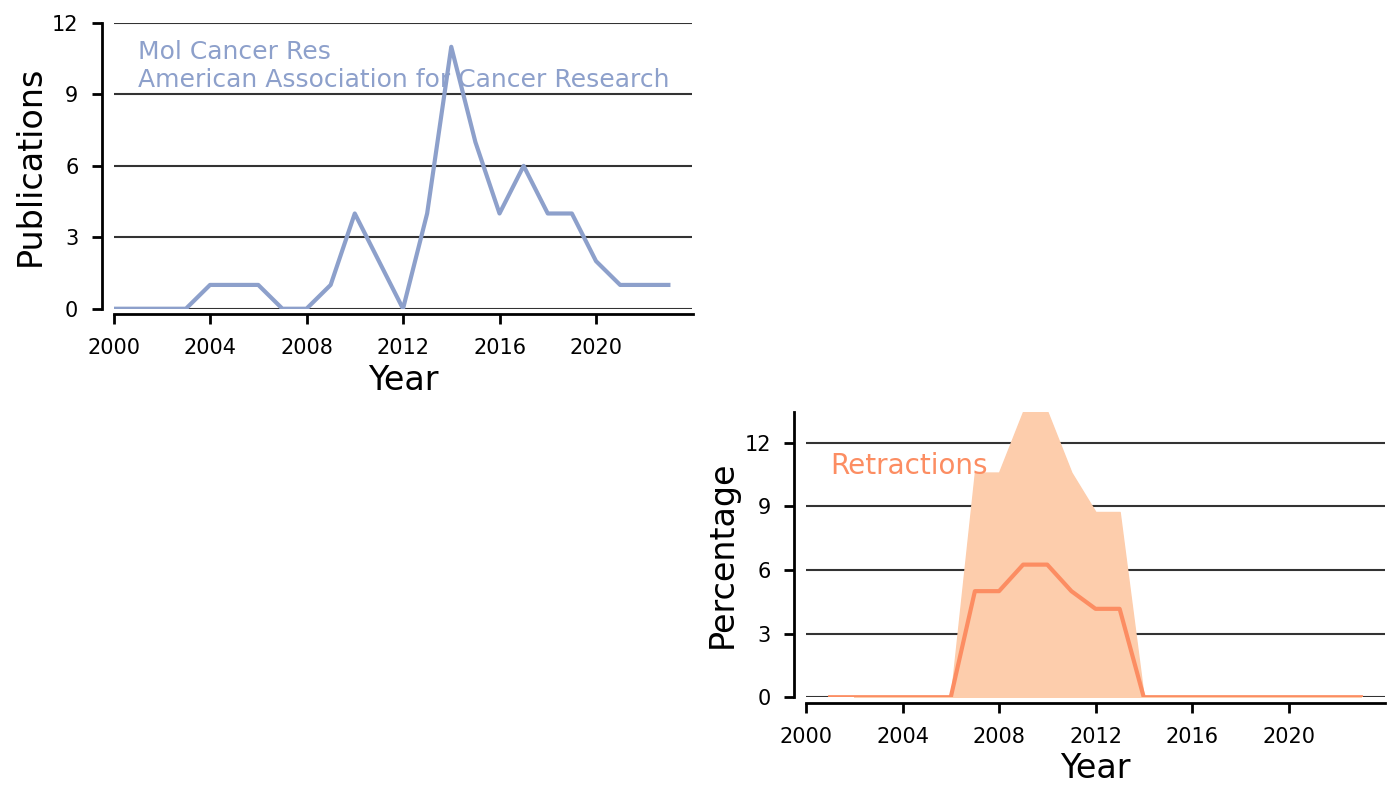 12
Mol Cancer Res
American Association for Cancer Research
9
6
3
0
Publications
2000 2004 2008 2012 2016 2020
Year
12
Retractions
9
6
3
0
Percentage
2000 2004 2008 2012 2016 2020
Year